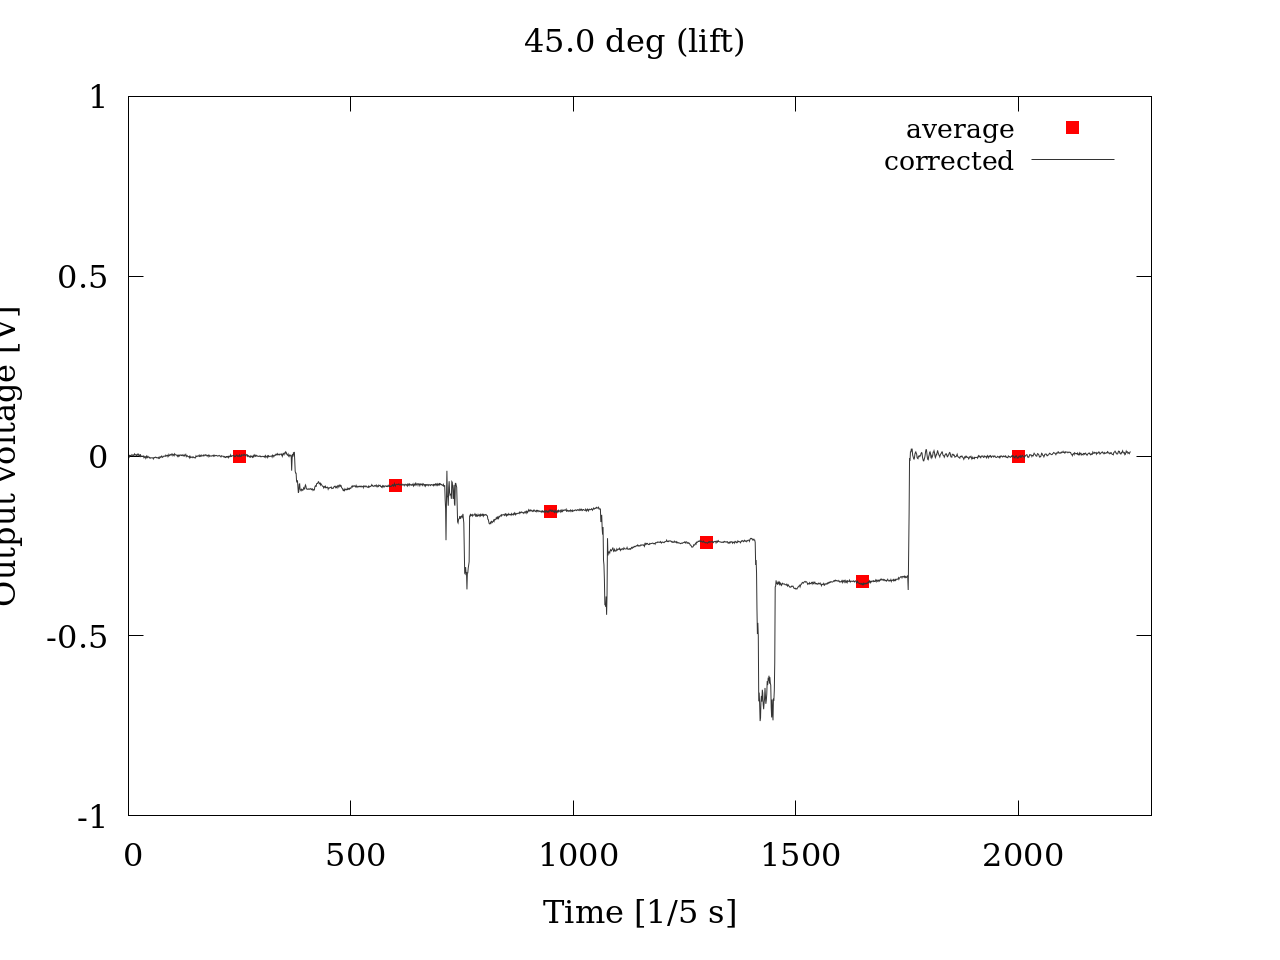 45.0 deg (lift)
average
corrected
1
0.5
0
-0.5
-1
Output voltage [V]
0 500 1000 1500 2000
Time [1/5 s]